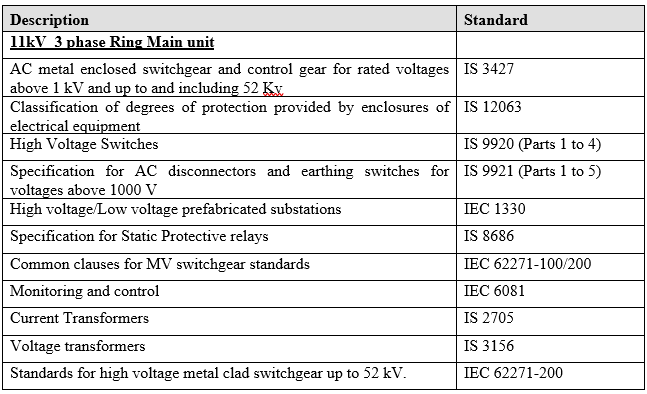 Description Standard
11kV 3 phase Ring Main unit
AC metal enclosed switchgear and control gear for rated voltages IS 3427
above 1 kV and up to and including 52 Kv
Classification of degrees of protection provided by enclosures of IS 12063
electrical equipment
High Voltage Switches IS 9920 (Parts 1 to 4)
Specification for AC disconnectors and earthing switches for IS 9921 (Parts 1 to 5)
voltages above 1000 V
High voltage/Low voltage prefabricated substations IEC 1330
Specification for Static Protective relays IS 8686
Common clauses for MV switchgear standards IEC 62271-100/200
Monitoring and control IEC 6081
Current Transformers IS 2705
Voltage transformers IS 3156
Standards for high voltage metal clad switchgear up to 52 kV. IEC 62271-200